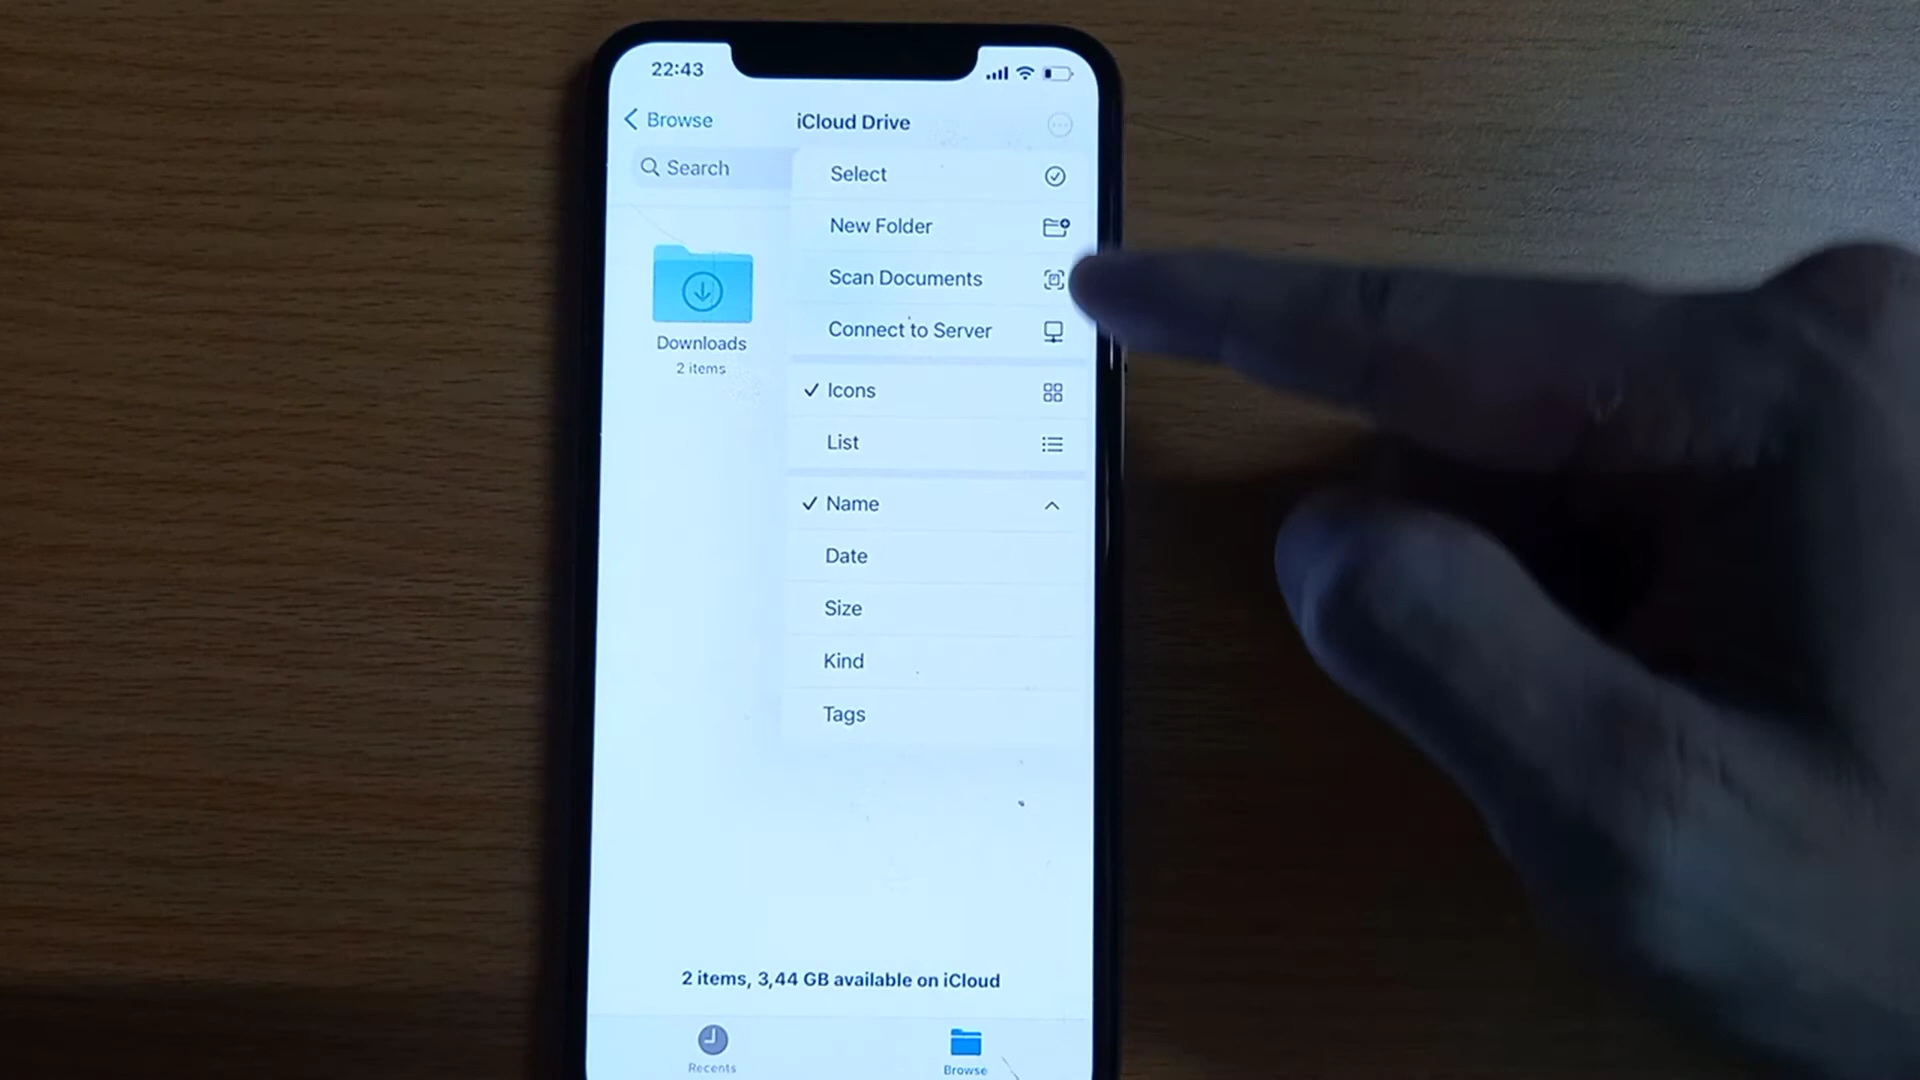 22:43
Browse
iCloud Drive
Search
Select
New Folder
Scan Documents
Connect to Server
Icons
List
Name
Date
Size
Kind
Tags
Downloads
2 items
2 items, 3,44 GB available on iCloud
Recents
Browse